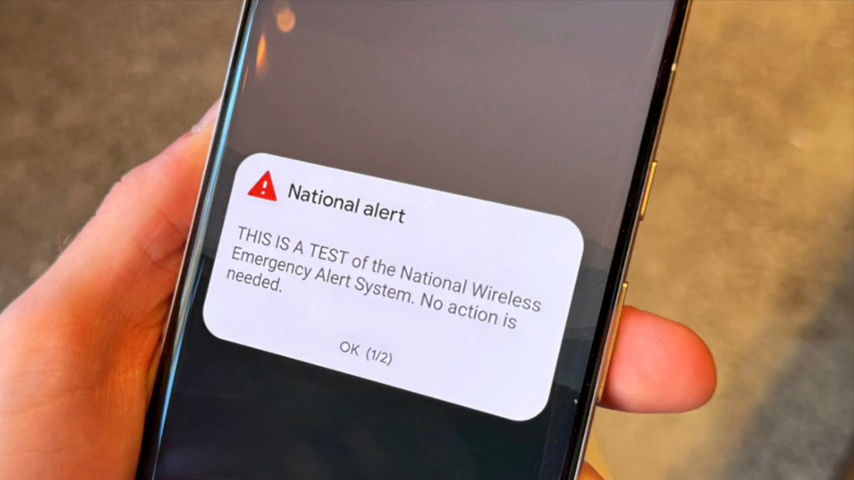 National alert
THIS IS A TEST of the National Wireless
Emergency Alert System. No action is
needed.
OK (1/2)